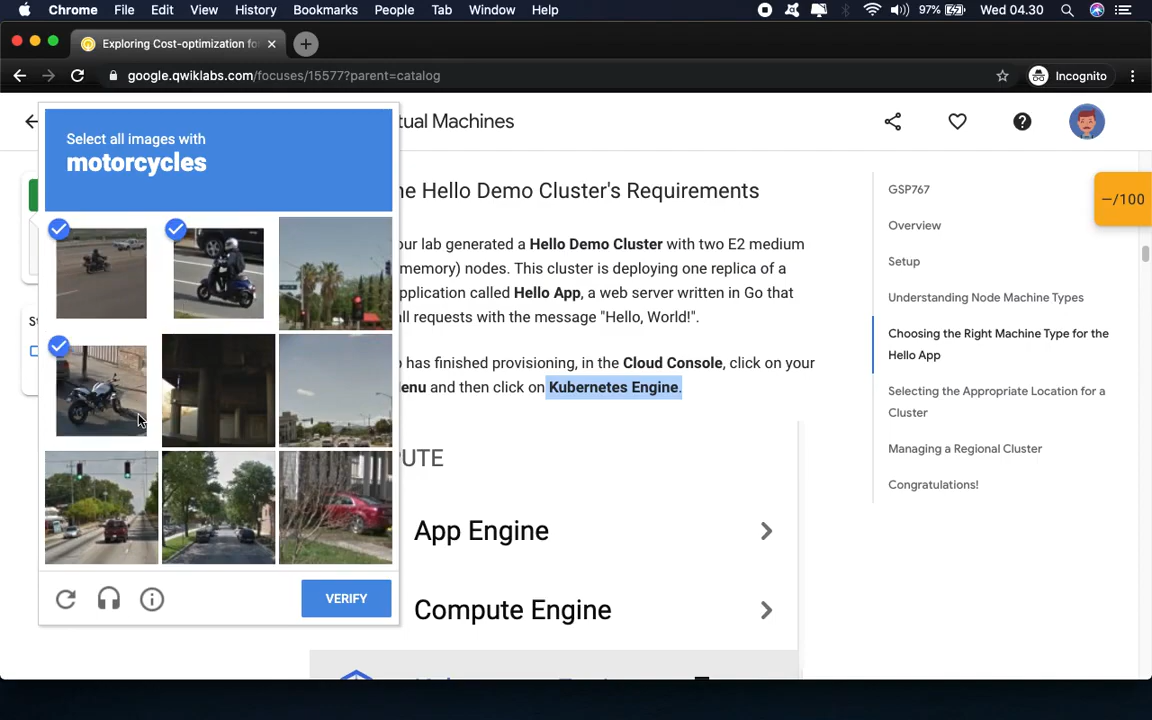 Chrome File Edit View History Bookmarks People Tab Window Help 97% Wed 04.30
Exploring Cost-optimization fo
google.qwiklabs.com/focuses/15577?parent=catalog Incognito
Select all images with
motorcycles
VERIFY
tual Machines
he Hello Demo Cluster's Requirements
our lab generated a Hello Demo Cluster with two E2 medium
memory) nodes. This cluster is deploying one replica of a
pplication called Hello App, a web server written in Go that
all requests with the message "Hello, World!".
has finished provisioning, in the Cloud Console, click on your
enu and then click on Kubernetes Engine.
PUTE
App Engine
Compute Engine
GSP767
Overview
Setup
Understanding Node Machine Types
Choosing the Right Machine Type for the
Hello App
Selecting the Appropriate Location for a
Cluster
Managing a Regional Cluster
Congratulations!
–/100